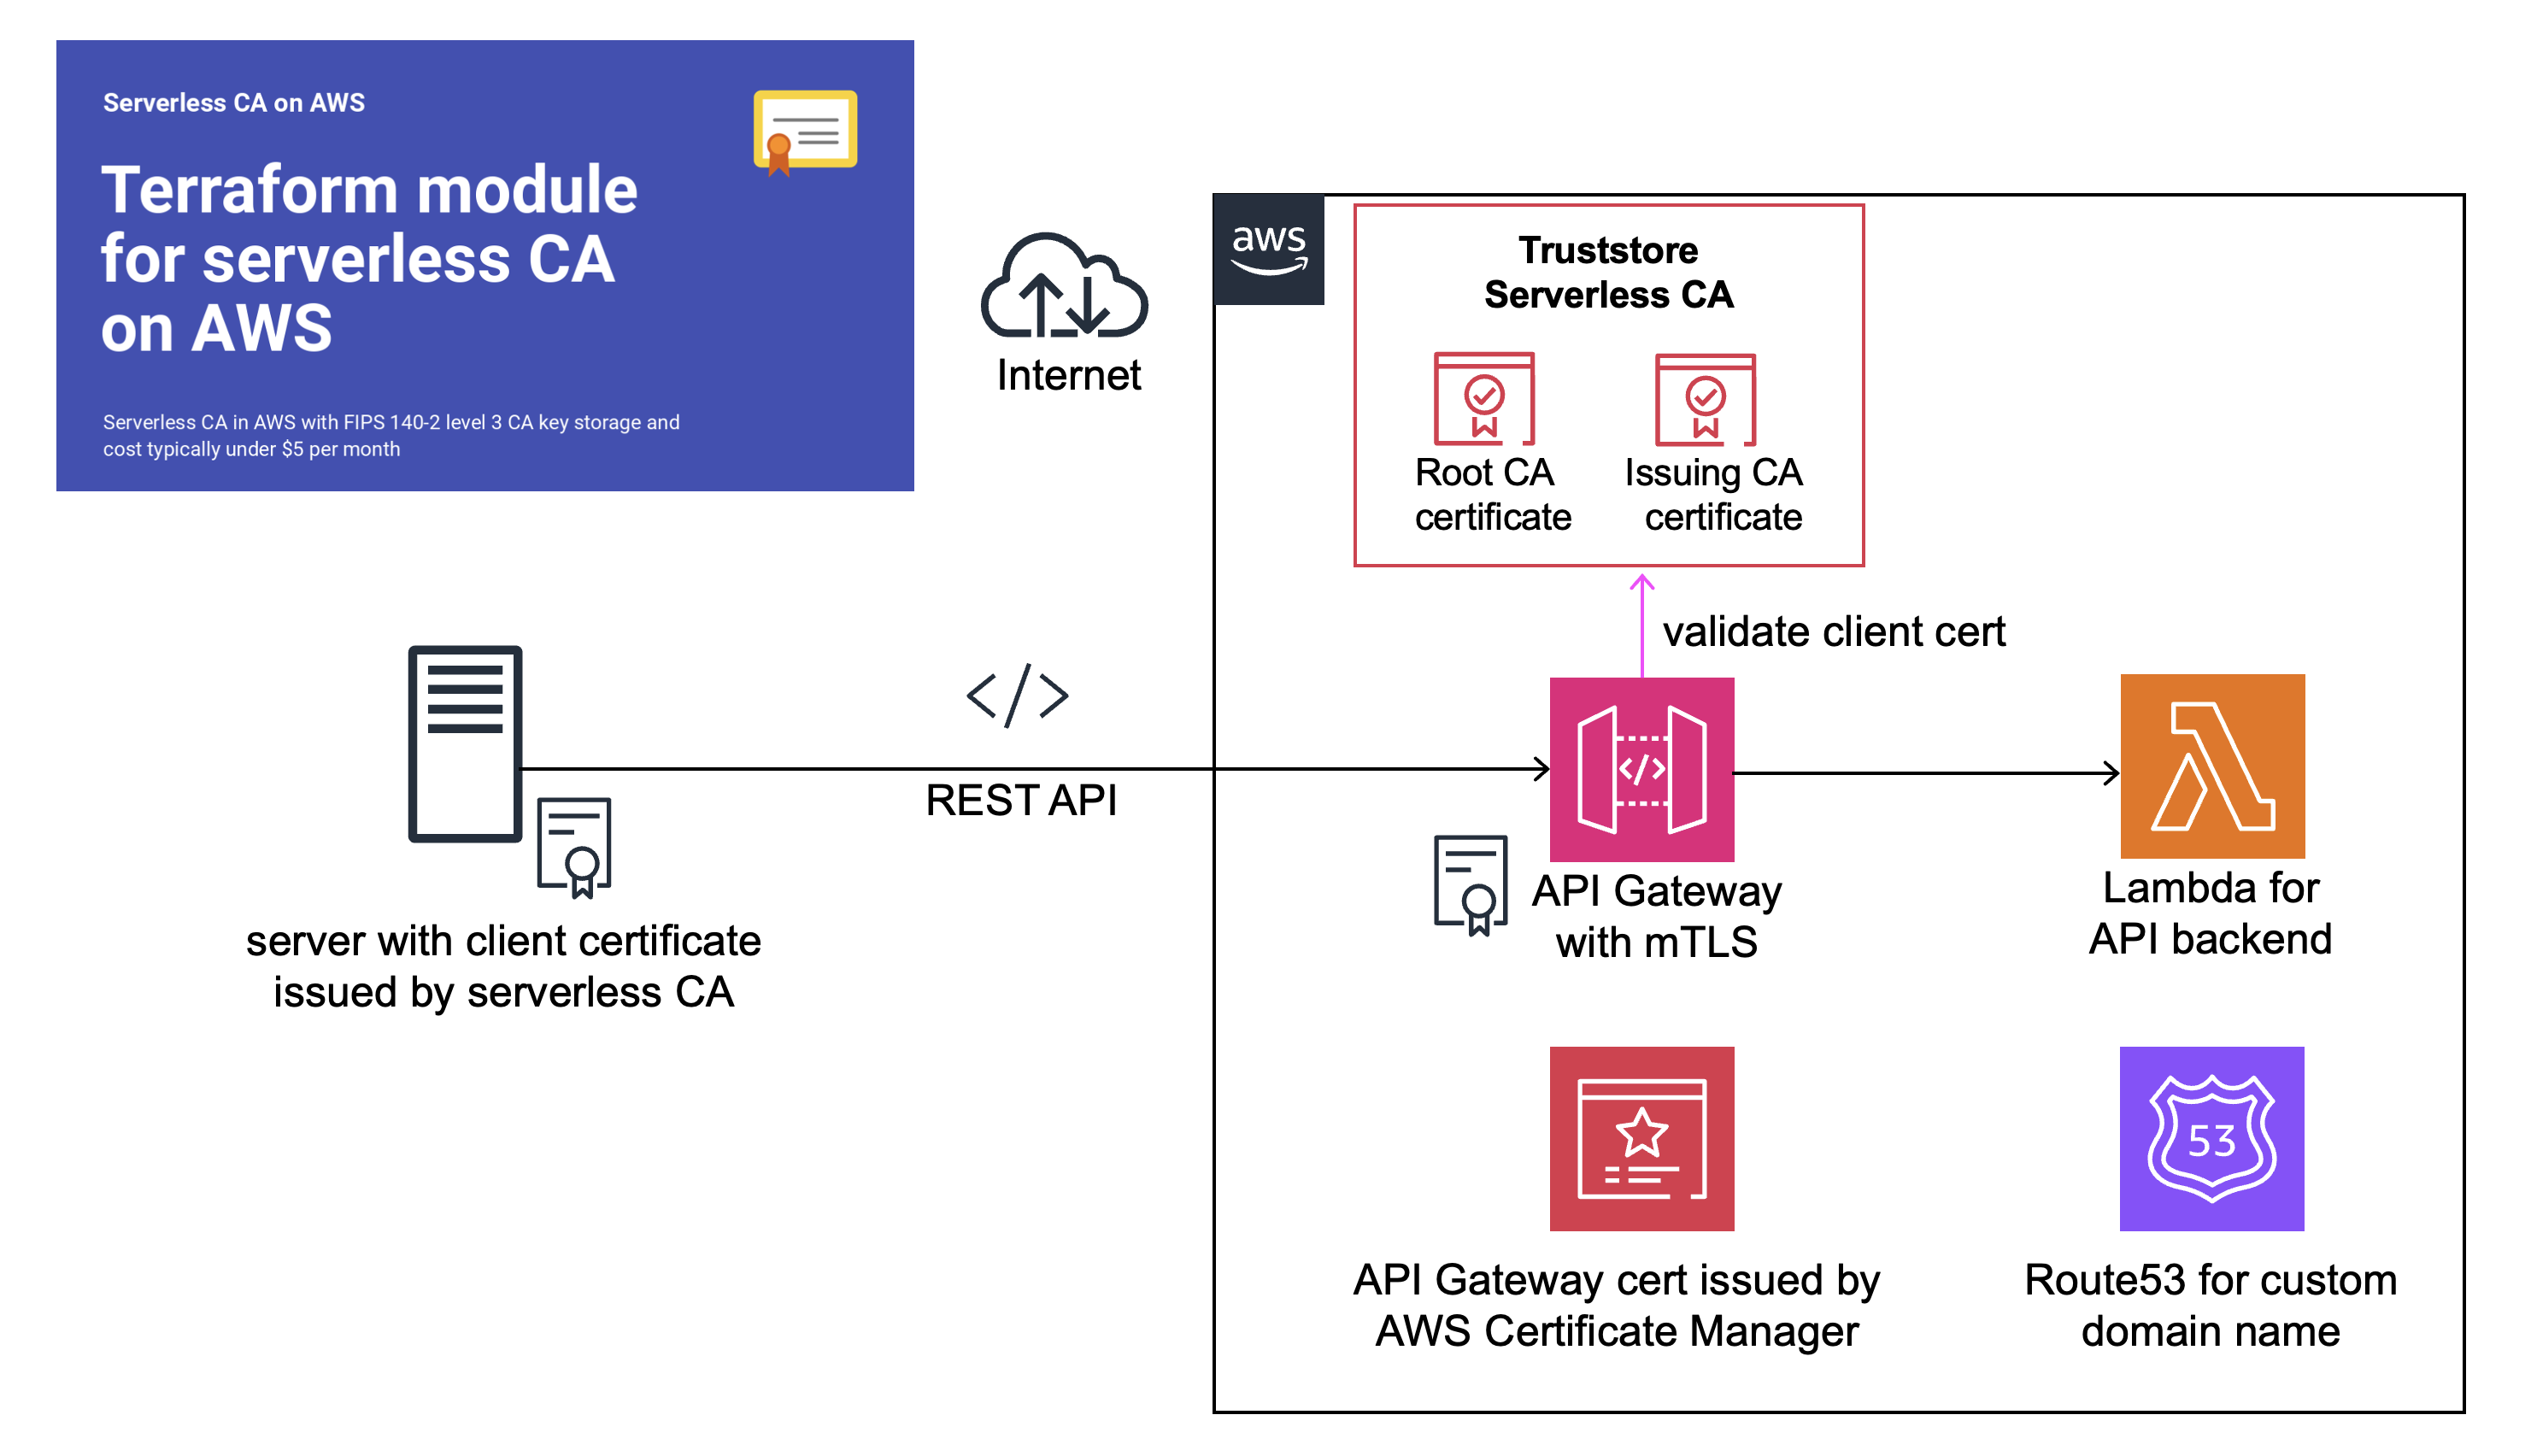 Serverless CA on AWS
Terraform module
for serverless CA
on AWS
Serverless CA in AWS with FIPS 140-2 level 3 CA key storage and
cost typically under $5 per month
Internet
aws
Truststore
Serverless CA
Root CA
certificate
Issuing CA
certificate
validate client cert
</>
REST API
server with client certificate
issued by serverless CA
</>
API Gateway
with mTLS
Lambda for
API backend
API Gateway cert issued by
AWS Certificate Manager
53
Route53 for custom
domain name